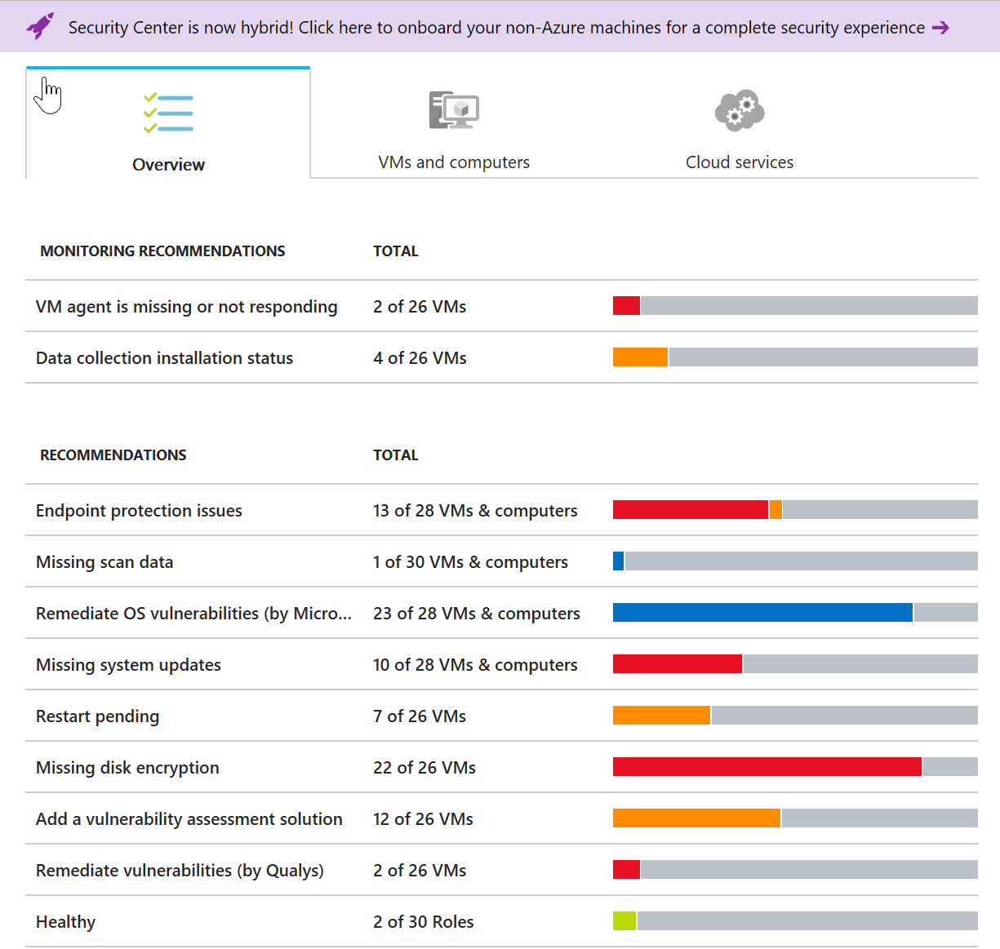 Security Center is now hybrid! Click here to onboard your non-Azure machines for a complete security experience
Overview
VMs and computers
Cloud services
MONITORING RECOMMENDATIONS TOTAL
VM agent is missing or not responding 2 of 26 VMs
Data collection installation status 4 of 26 VMs
RECOMMENDATIONS TOTAL
Endpoint protection issues 13 of 28 VMs & computers
Missing scan data 1 of 30 VMs & computers
Remediate OS vulnerabilities (by Micro... 23 of 28 VMs & computers
Missing system updates 10 of 28 VMs & computers
Restart pending 7 of 26 VMs
Missing disk encryption 22 of 26 VMs
Add a vulnerability assessment solution 12 of 26 VMs
Remediate vulnerabilities (by Qualys) 2 of 26 VMs
Healthy 2 of 30 Roles